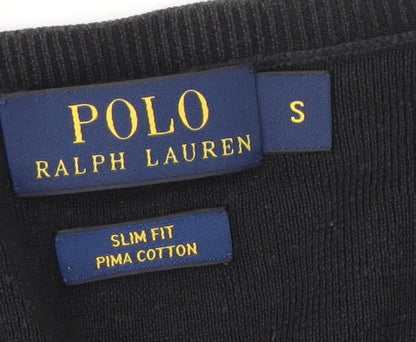 POLO
RALPH LAUREN
S
SLIM FIT
PIMA COTTON